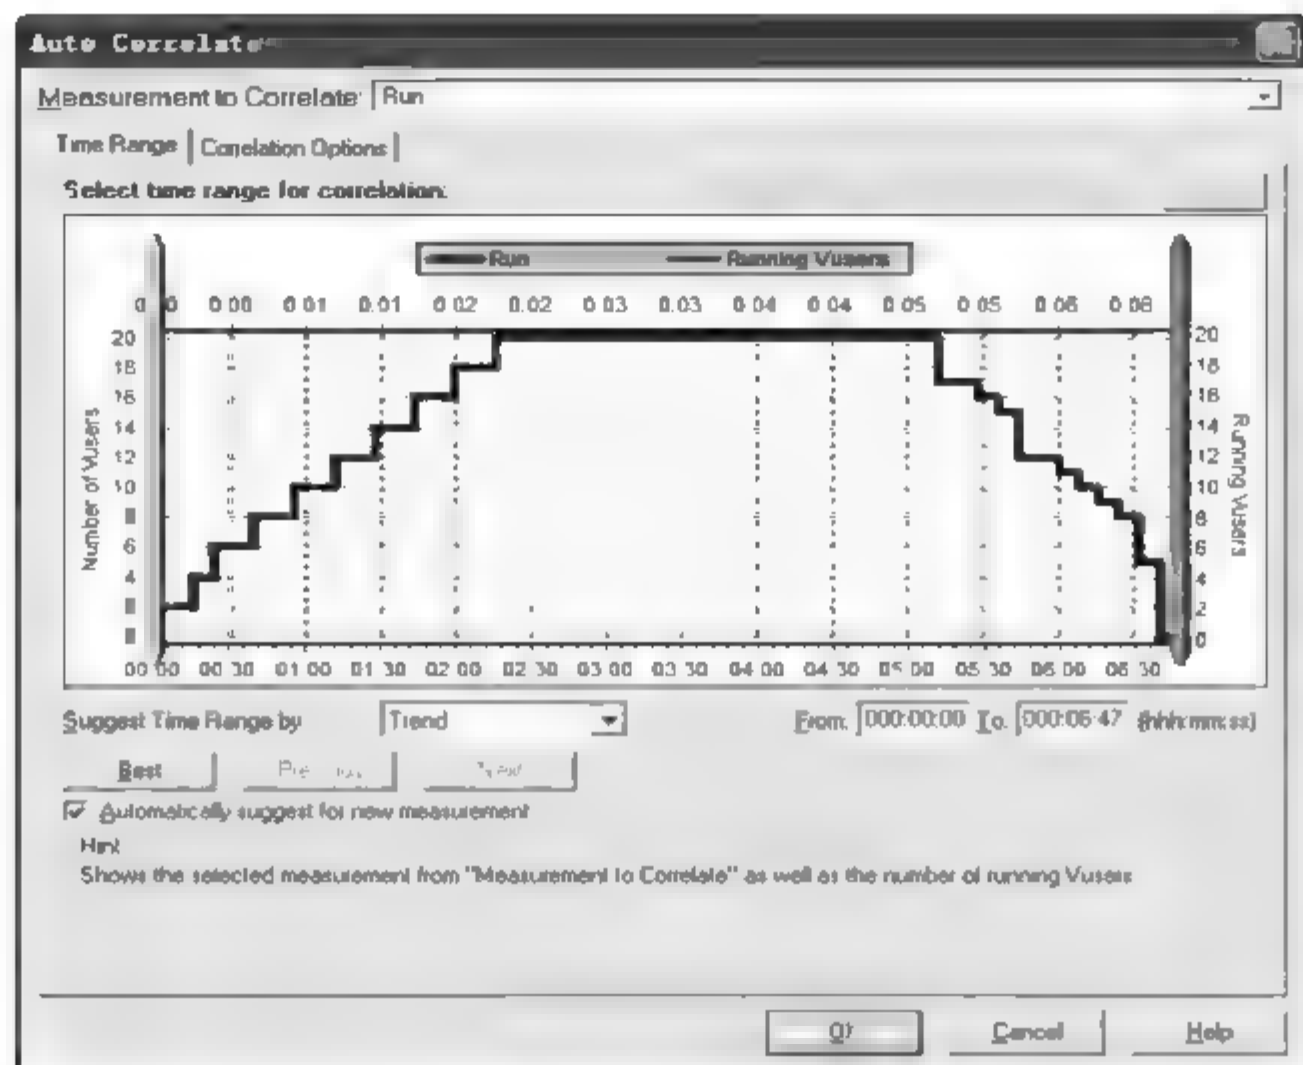 Auto Correlate
Measurement to Correlate: Run
Time Range Correlation Options
Select time range for correlation:
Run Running Vusers
0.00 0.01 0.01 0.02 0.02 0.03 0.03 0.04 0.04 0.05 0.05 0.06 0.06
Number of Vusers
20
18
16
14
12
10
6
4
20
18
16
14
12
10
8
6
4
2
0
Running Vusers
00:00 00:30 01:00 01:30 02:00 02:30 03:00 03:30 04:00 04:30 05:00 05:30 06:00 06:30
Suggest Time Range by Trend From: 000:00:00 To: 000:06:47 (hhh:mm:ss)
Best Next
Automatically suggest for new measurement
Hint
Shows the selected measurement from "Measurement to Correlate" as well as the number of running Vusers
Cancel Help